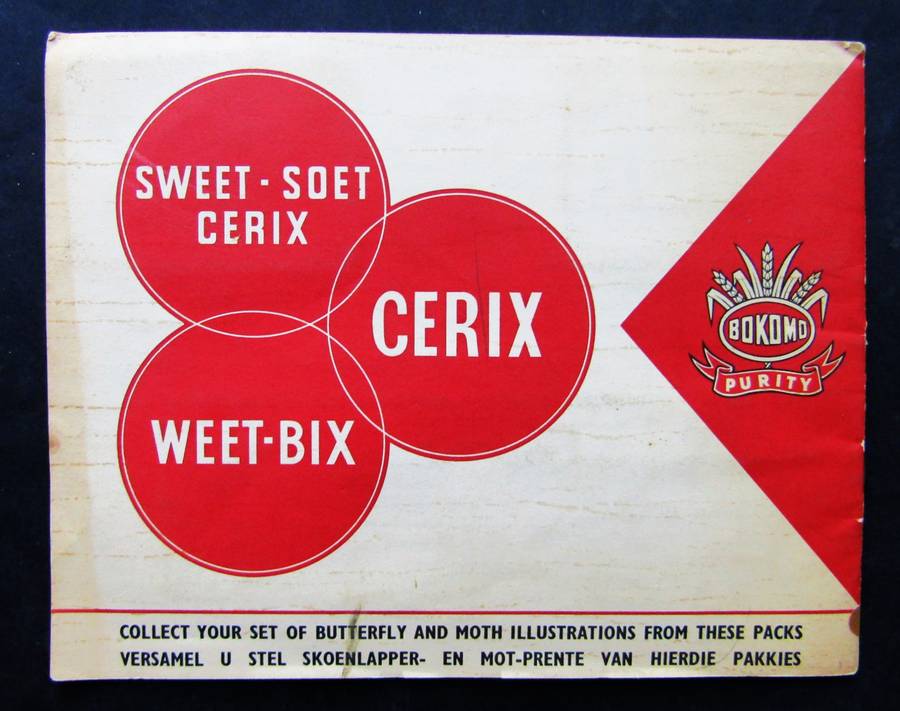 SWEET - SOET
CERIX
CERIX
WEET-BIX
BOKOMO
PURITY
COLLECT YOUR SET OF BUTTERFLY AND MOTH ILLUSTRATIONS FROM THESE PACKS
VERSAMEL U STEL SKOENLAPPER- EN MOT-PRENTE VAN HIERDIE PAKKIES